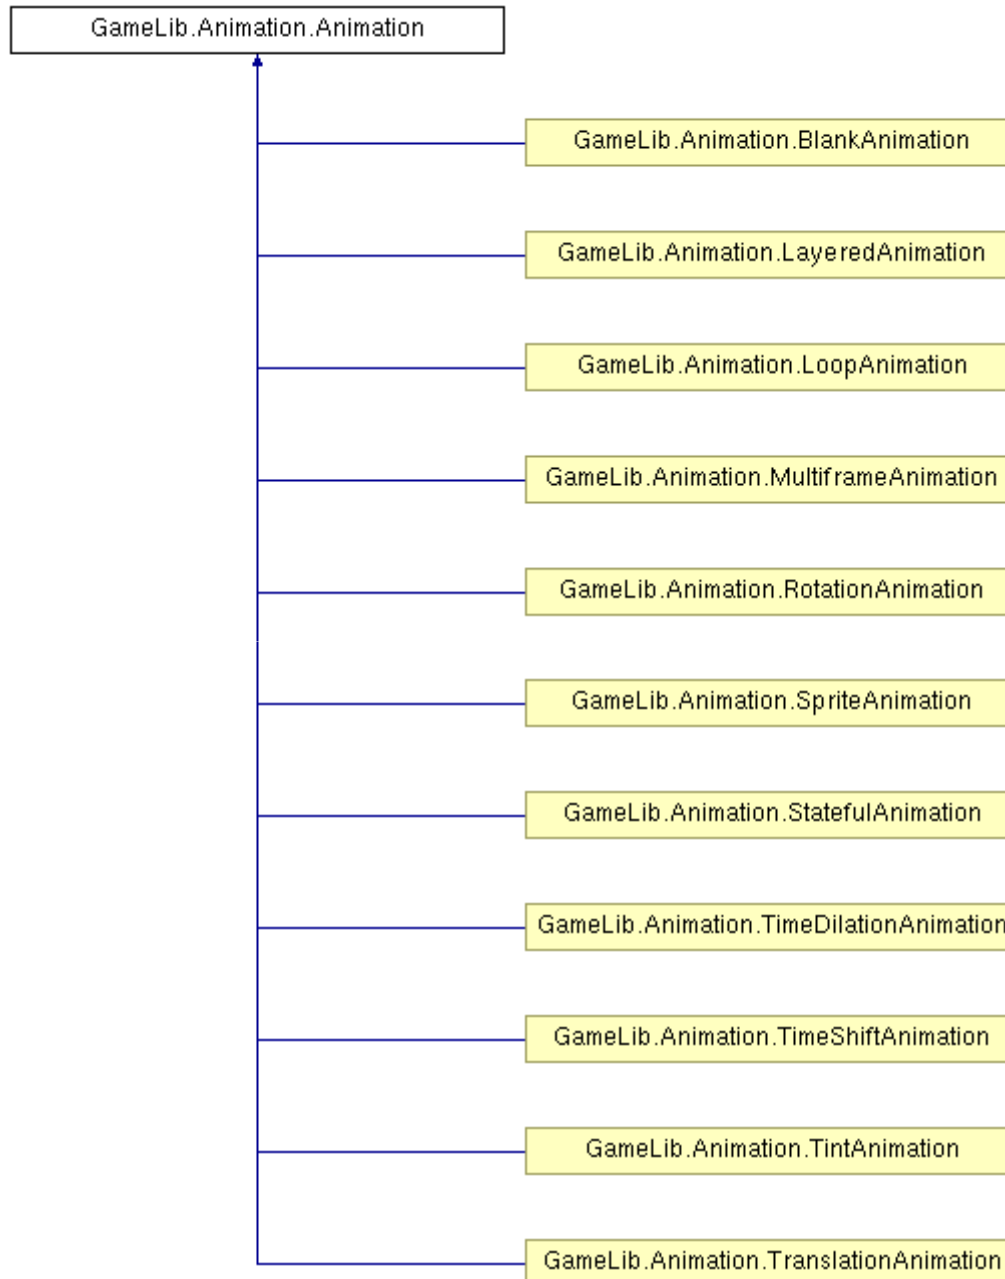 GameLib.Animation.Animation
GameLib.Animation.BlankAnimation
GameLib.Animation.LayeredAnimation
GameLib.Animation.LoopAnimation
GameLib.Animation.MultiframeAnimation
GameLib.Animation.RotationAnimation
GameLib.Animation.SpriteAnimation
GameLib.Animation.StatefulAnimation
GameLib.Animation.TimeDilationAnimation
GameLib.Animation.TimeShiftAnimation
GameLib.Animation.TintAnimation
GameLib.Animation.TranslationAnimation